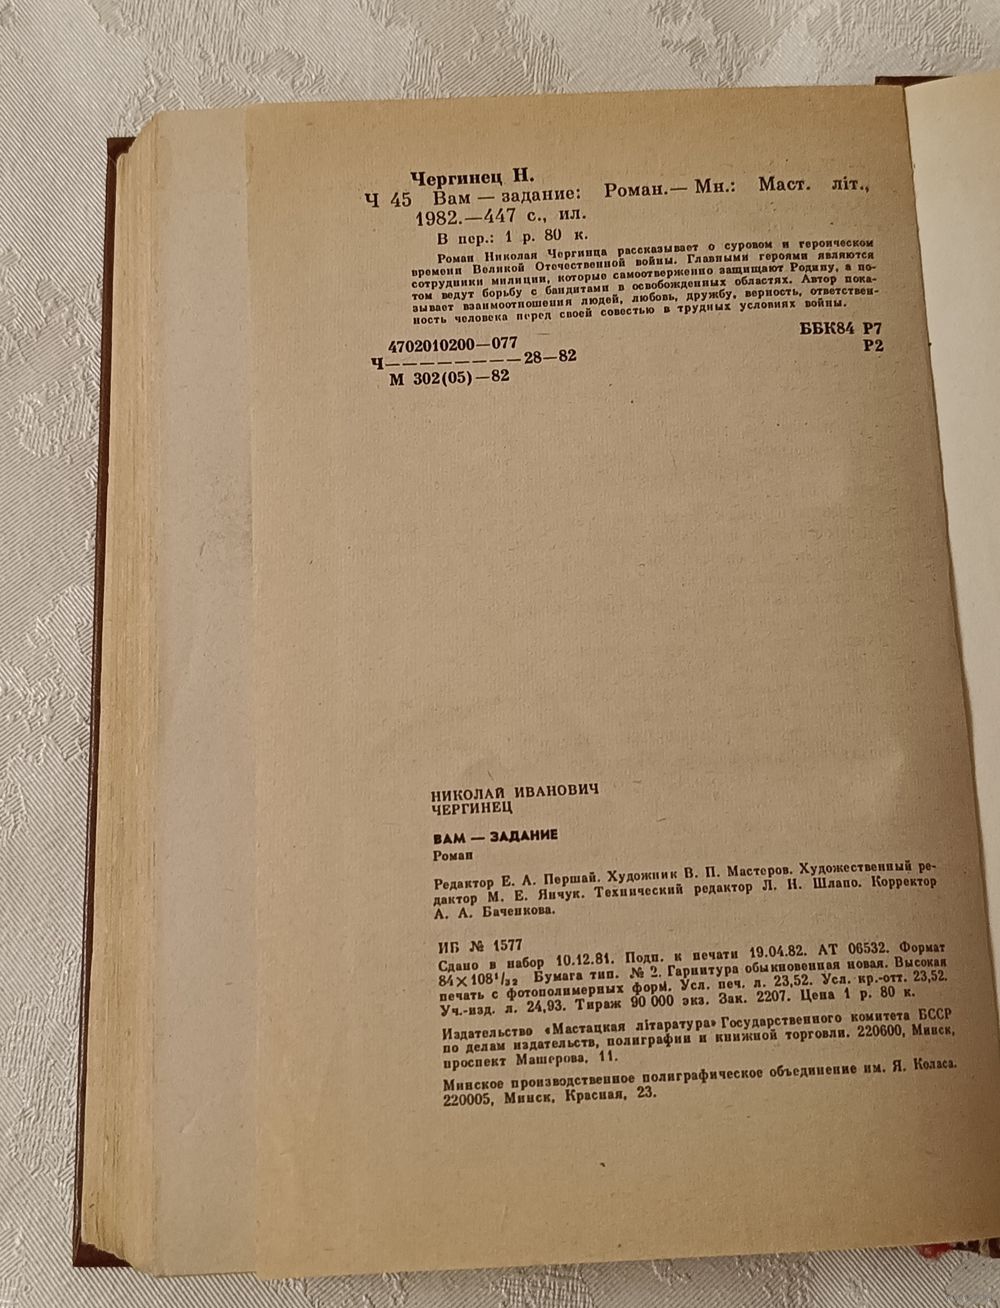 Чергинец Н.
Ч 45 Вам — задание: Роман.— Мн.: Маст. літ.,
1982.—447 с., ил.
В пер.: 1 р. 80 к.
Роман Николая Чергинца рассказывает о суровом и героическом
времени Великой Отечественной войны. Главными героями являются
сотрудники милиции, которые самоотверженно защищают Родину, а по-
том ведут борьбу с бандитами в освобожденных областях. Автор пока-
зывает взаимоотношения людей, любовь, дружбу, верность, ответствен-
ность человека перед своей совестью в трудных условиях войны.
4702010200—077
Ч————————28—82
М 302(05)—82
ББК84 Р7
Р2
НИКОЛАЙ ИВАНОВИЧ
ЧЕРГИНЕЦ
ВАМ — ЗАДАНИЕ
Роман
Редактор Е. А. Першай. Художник В. П. Мастеров. Художественный ре-
дактор М. Е. Янчук. Технический редактор Л. Н. Шлапо. Корректор
А. А. Баченкова.
ИБ № 1577
Сдано в набор 10.12.81. Подп. к печати 19.04.82. АТ 06532. Формат
84×108¹/₃₂ Бумага тип. № 2. Гарнитура обыкновенная новая. Высокая
печать с фотополимерных форм. Усл. печ. л. 23,52. Усл. кр.-отт. 23,52.
Уч.-изд. л. 24,93. Тираж 90 000 экз. Зак. 2207. Цена 1 р. 80 к.
Издательство «Мастацкая літаратура» Государственного комитета БССР
по делам издательств, полиграфии и книжной торговли. 220600, Минск,
проспект Машерова, 11.
Минское производственное полиграфическое объединение им. Я. Коласа.
220005, Минск, Красная, 23.